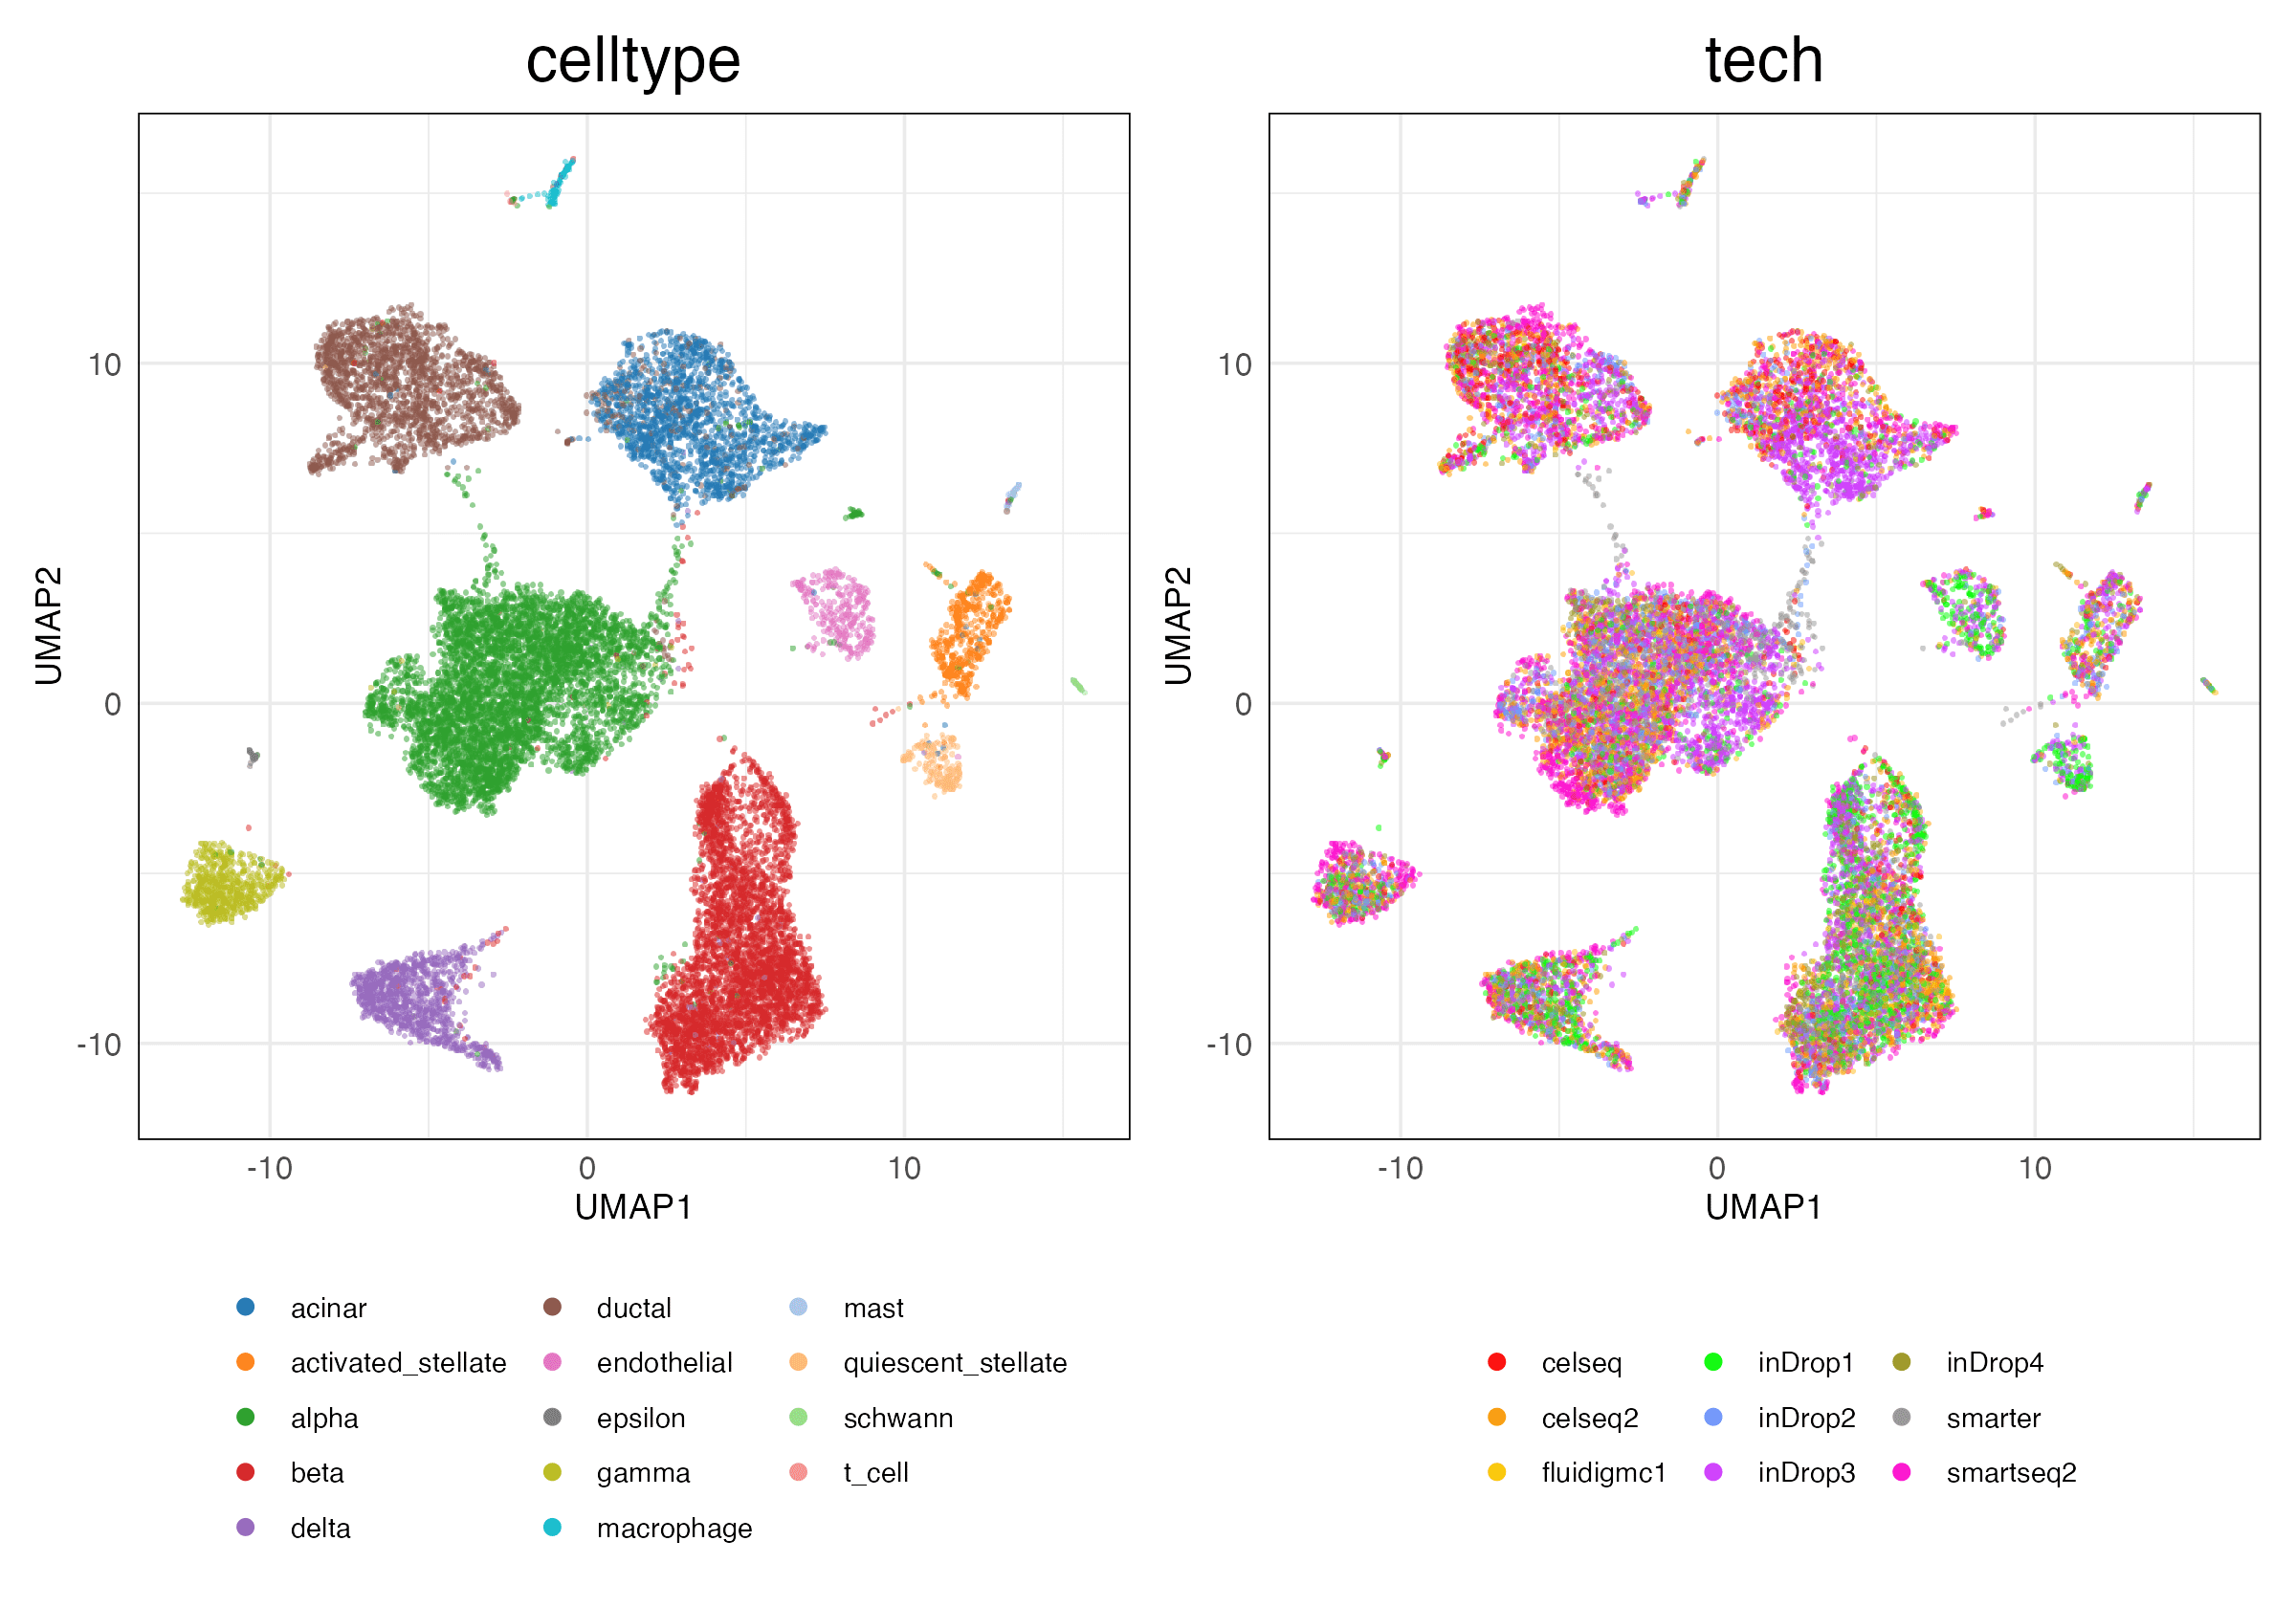 celltype
tech
UMAP2
10
0
-10
-10
0
10
UMAP1
UMAP2
10
0
-10
-10
0
10
UMAP1
acinar
activated_stellate
alpha
beta
delta
ductal
endothelial
epsilon
gamma
macrophage
mast
quiescent_stellate
schwann
t_cell
celseq
celseq2
fluidigmc1
inDrop1
inDrop2
inDrop3
inDrop4
smarter
smartseq2